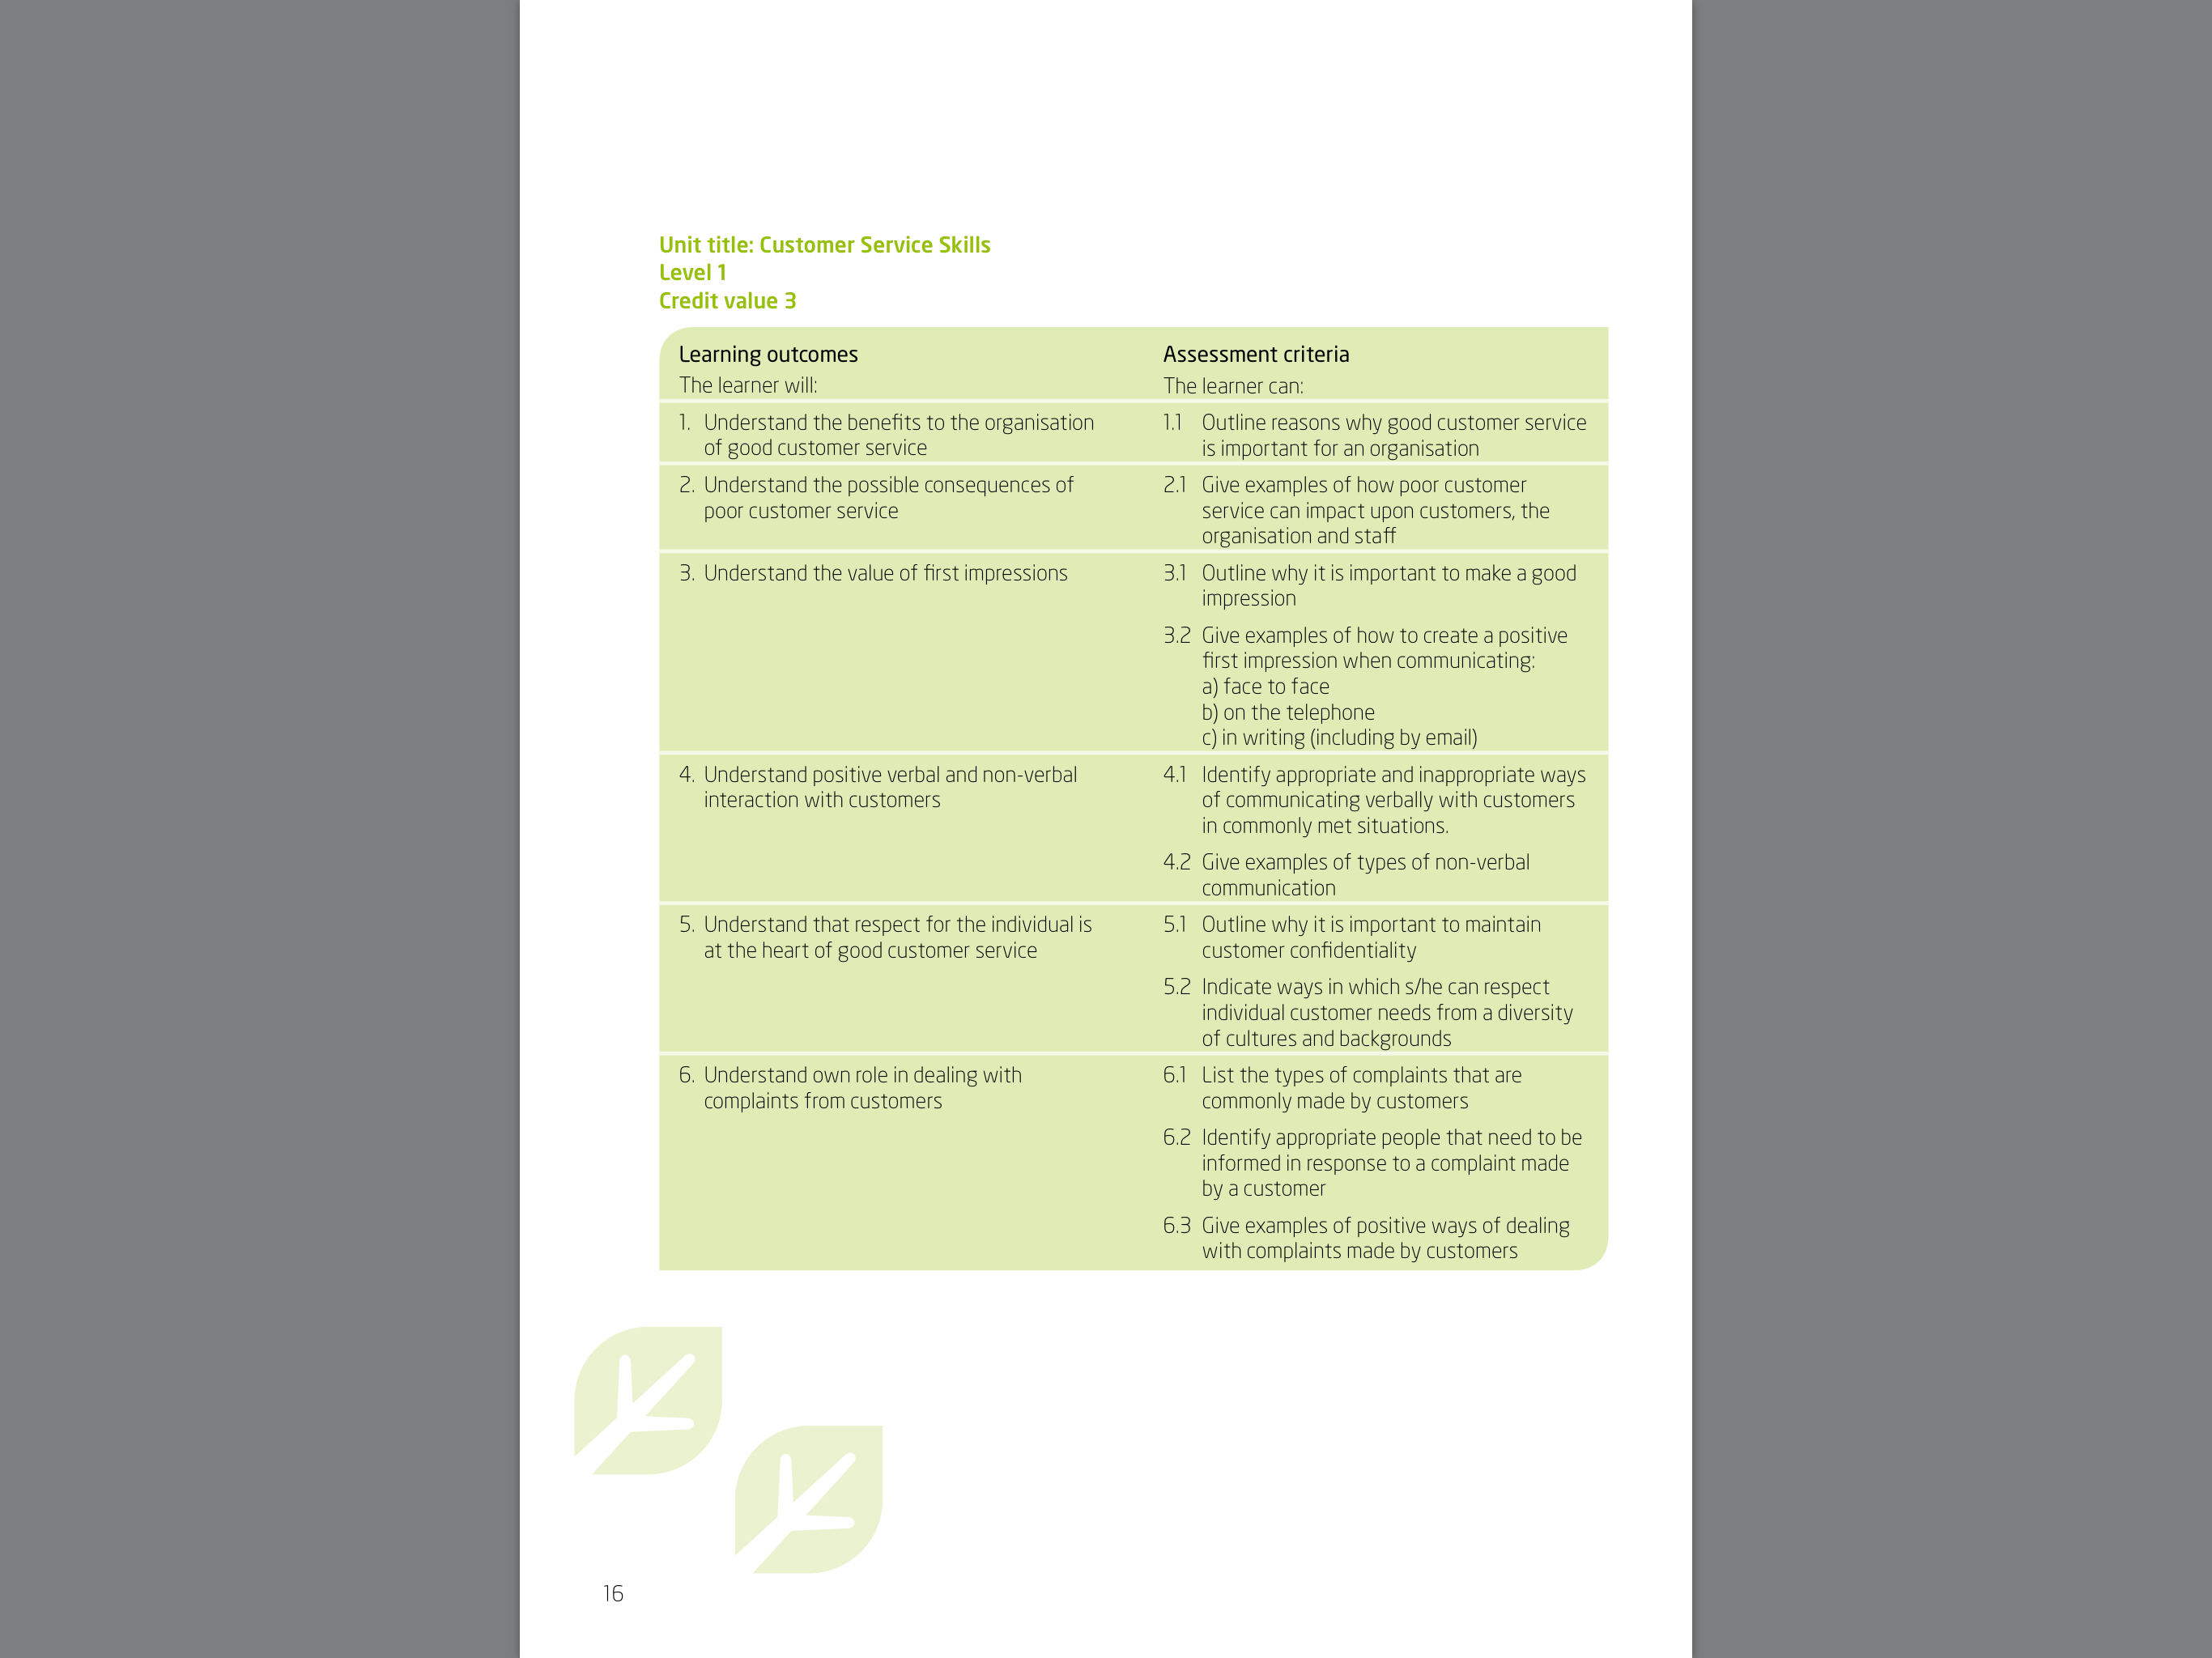 Unit title: Customer Service Skills
Level 1
Credit value 3
Learning outcomes
The learner will:
Assessment criteria
The learner can:
1. Understand the benefits to the organisation
of good customer service
1.1 Outline reasons why good customer service
is important for an organisation
2. Understand the possible consequences of
poor customer service
2.1 Give examples of how poor customer
service can impact upon customers, the
organisation and staff
3. Understand the value of first impressions
3.1 Outline why it is important to make a good
impression
3.2 Give examples of how to create a positive
first impression when communicating:
a) face to face
b) on the telephone
c) in writing (including by email)
4. Understand positive verbal and non-verbal
interaction with customers
4.1 Identify appropriate and inappropriate ways
of communicating verbally with customers
in commonly met situations.
4.2 Give examples of types of non-verbal
communication
5. Understand that respect for the individual is
at the heart of good customer service
5.1 Outline why it is important to maintain
customer confidentiality
5.2 Indicate ways in which s/he can respect
individual customer needs from a diversity
of cultures and backgrounds
6. Understand own role in dealing with
complaints from customers
6.1 List the types of complaints that are
commonly made by customers
6.2 Identify appropriate people that need to be
informed in response to a complaint made
by a customer
6.3 Give examples of positive ways of dealing
with complaints made by customers
16